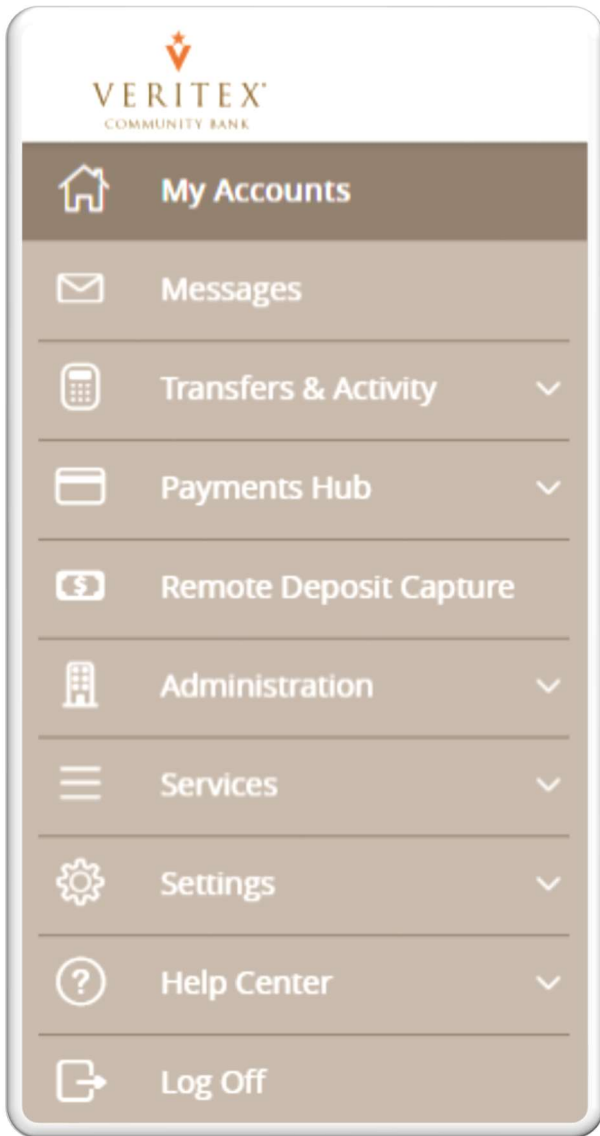 VERITEX
COMMUNITY BANK
My Accounts
Messages
Transfers & Activity
Payments Hub
Remote Deposit Capture
Administration
Services
Settings
Help Center
Log Off